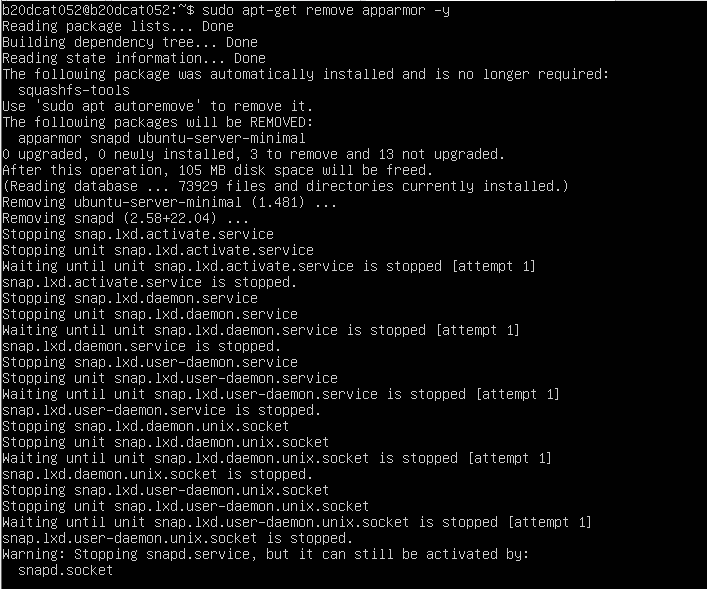 b20dcat052@b20dcat052:~$ sudo apt-get remove apparmor -y
Reading package lists... Done
Building dependency tree... Done
Reading state information... Done
The following package was automatically installed and is no longer required:
  squashfs-tools
Use 'sudo apt autoremove' to remove it.
The following packages will be REMOVED:
  apparmor snapd ubuntu-server-minimal
0 upgraded, 0 newly installed, 3 to remove and 13 not upgraded.
After this operation, 105 MB disk space will be freed.
(Reading database ... 73929 files and directories currently installed.)
Removing ubuntu-server-minimal (1.481) ...
Removing snapd (2.58+22.04) ...
Stopping snap.lxd.activate.service
Stopping unit snap.lxd.activate.service
Waiting until unit snap.lxd.activate.service is stopped [attempt 1]
snap.lxd.activate.service is stopped.
Stopping snap.lxd.daemon.service
Stopping unit snap.lxd.daemon.service
Waiting until unit snap.lxd.daemon.service is stopped [attempt 1]
snap.lxd.daemon.service is stopped.
Stopping snap.lxd.user-daemon.service
Stopping unit snap.lxd.user-daemon.service
Waiting until unit snap.lxd.user-daemon.service is stopped [attempt 1]
snap.lxd.user-daemon.service is stopped.
Stopping snap.lxd.daemon.unix.socket
Stopping unit snap.lxd.daemon.unix.socket
Waiting until unit snap.lxd.daemon.unix.socket is stopped [attempt 1]
snap.lxd.daemon.unix.socket is stopped.
Stopping snap.lxd.user-daemon.unix.socket
Stopping unit snap.lxd.user-daemon.unix.socket
Waiting until unit snap.lxd.user-daemon.unix.socket is stopped [attempt 1]
snap.lxd.user-daemon.unix.socket is stopped.
Warning: Stopping snapd.service, but it can still be activated by:
  snapd.socket